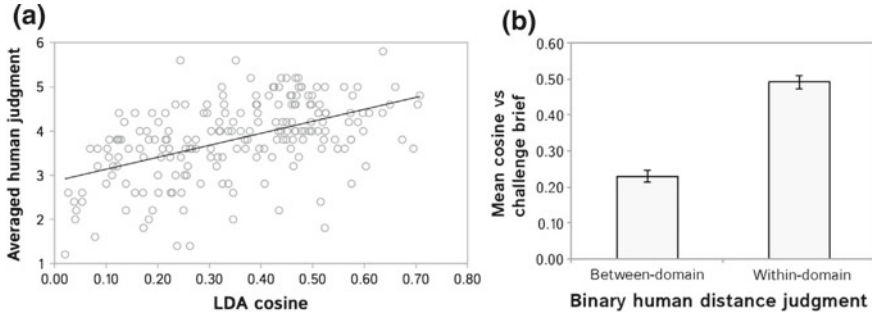 (a)
6
5
4
3
2
1
Averaged human judgment
0.00 0.10 0.20 0.30 0.40 0.50 0.60 0.70 0.80
LDA cosine
(b)
0.60
0.50
0.40
0.30
0.20
0.10
0.00
Mean cosine vs
challenge brief
Between-domain Within-domain
Binary human distance judgment